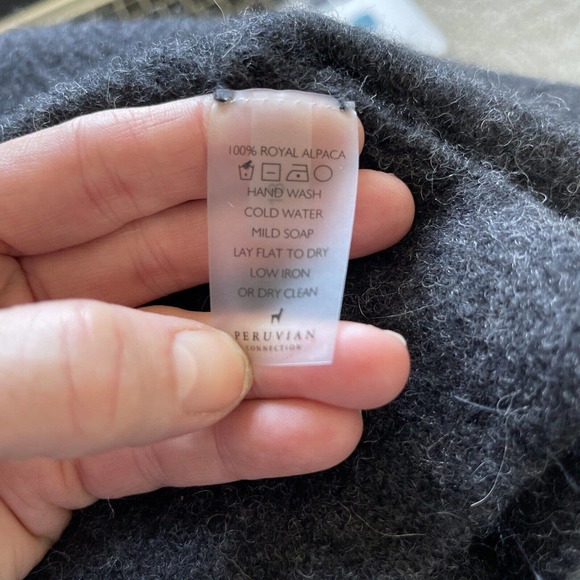 100% ROYAL ALPACA
HAND WASH
COLD WATER
MILD SOAP
LAY FLAT TO DRY
LOW IRON
OR DRY CLEAN
PERUVIAN
CONNECTION